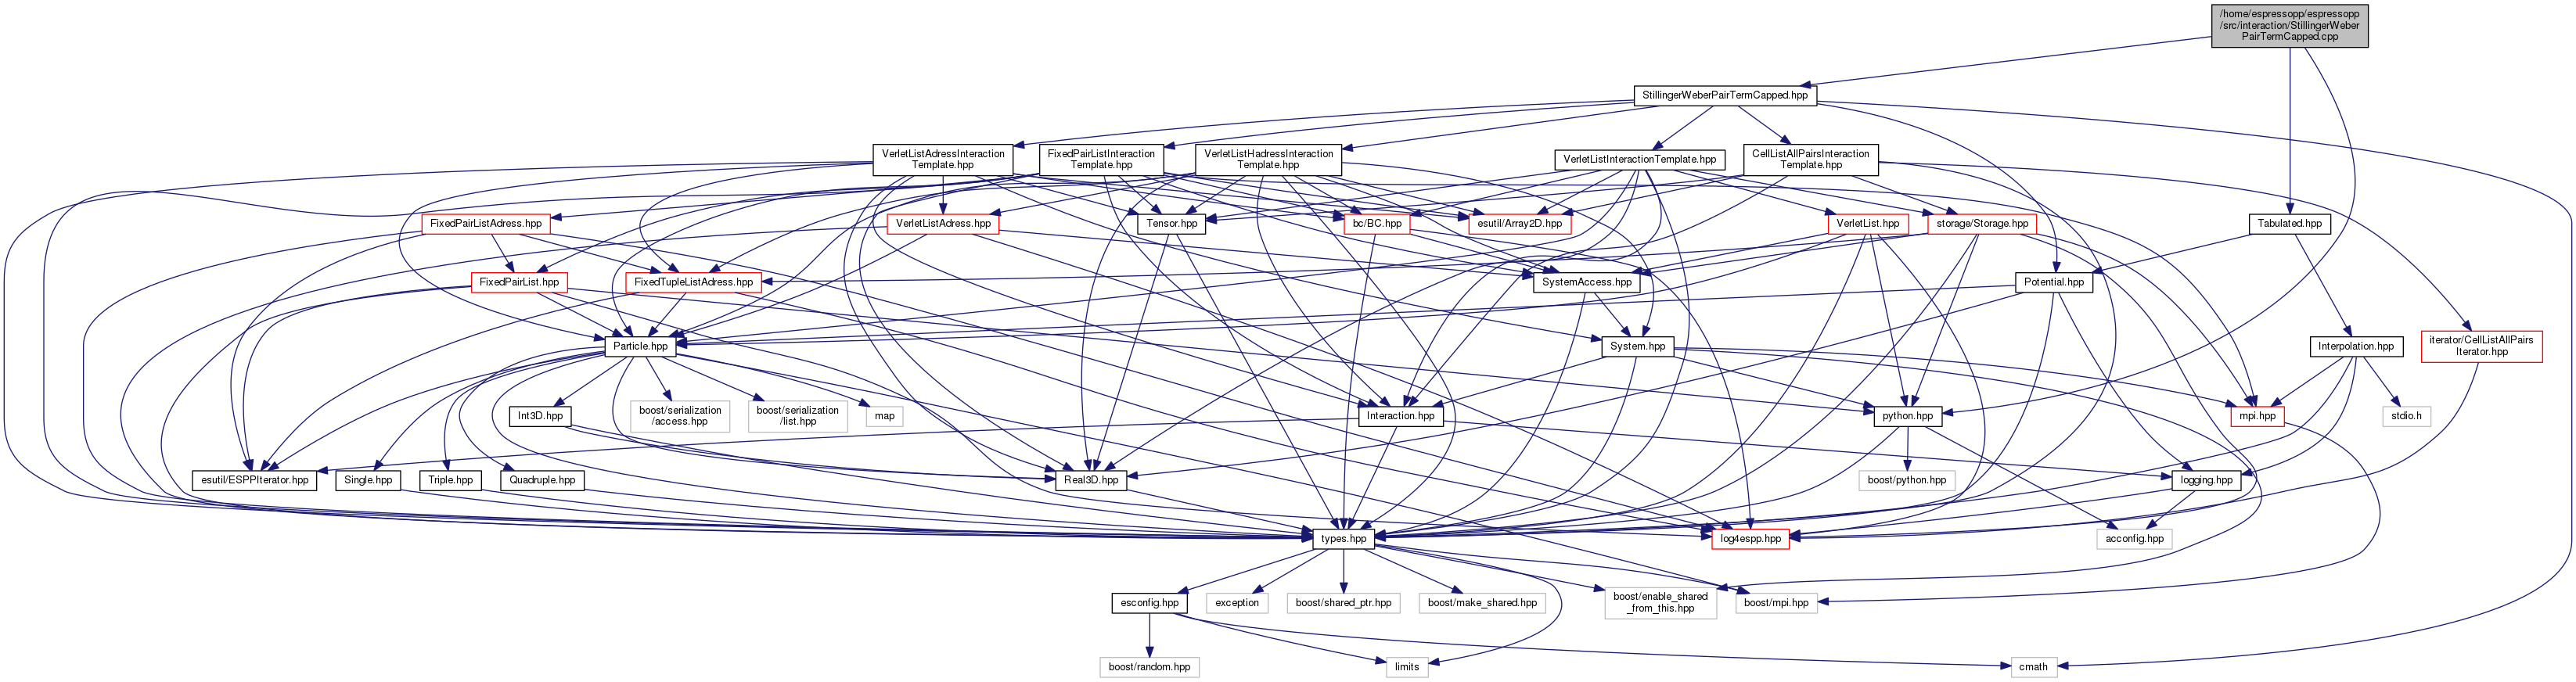 /home/espressopp/espressopp
/src/interaction/StillingerWeber
PairTermCapped.cpp
StillingerWeberPairTermCapped.hpp
VerletListAdressInteraction
Template.hpp
FixedPairListInteraction
Template.hpp
VerletListHadressInteraction
Template.hpp
VerletListInteractionTemplate.hpp
CellListAllPairsInteraction
Template.hpp
FixedPairListAdress.hpp
VerletListAdress.hpp
Tensor.hpp
bc/BC.hpp
esutil/Array2D.hpp
VerletList.hpp
storage/Storage.hpp
Tabulated.hpp
FixedPairList.hpp
FixedTupleListAdress.hpp
SystemAccess.hpp
Potential.hpp
Particle.hpp
System.hpp
Interpolation.hpp
iterator/CellListAllPairs
Iterator.hpp
Int3D.hpp
boost/serialization
/access.hpp
boost/serialization
/list.hpp
map
Interaction.hpp
python.hpp
mpi.hpp
stdio.h
esutil/ESPPIterator.hpp
Single.hpp
Triple.hpp
Quadruple.hpp
Real3D.hpp
boost/python.hpp
logging.hpp
types.hpp
log4espp.hpp
acconfig.hpp
esconfig.hpp
exception
boost/shared_ptr.hpp
boost/make_shared.hpp
boost/enable_shared
_from_this.hpp
boost/mpi.hpp
boost/random.hpp
limits
cmath